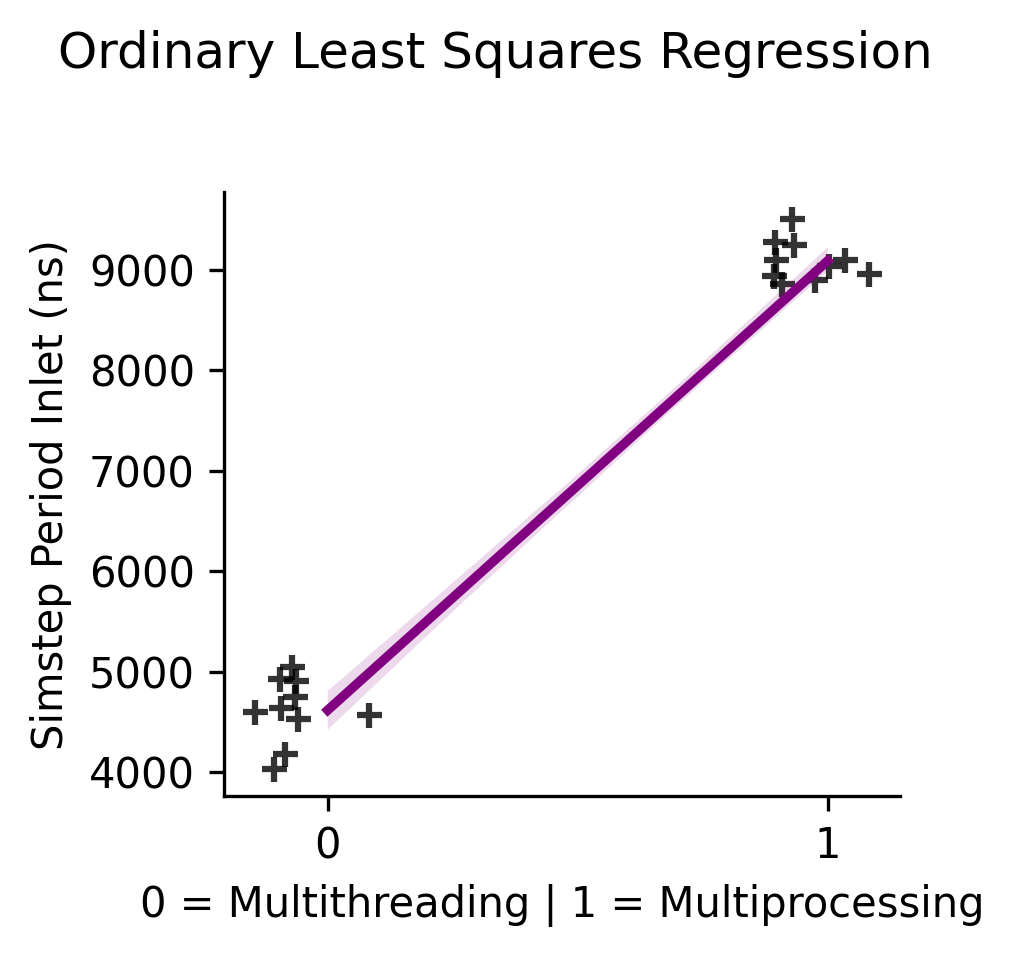 Ordinary Least Squares Regression
Simstep Period Inlet (ns)
9000
8000
7000
6000
5000
4000
0 1
0 = Multithreading | 1 = Multiprocessing